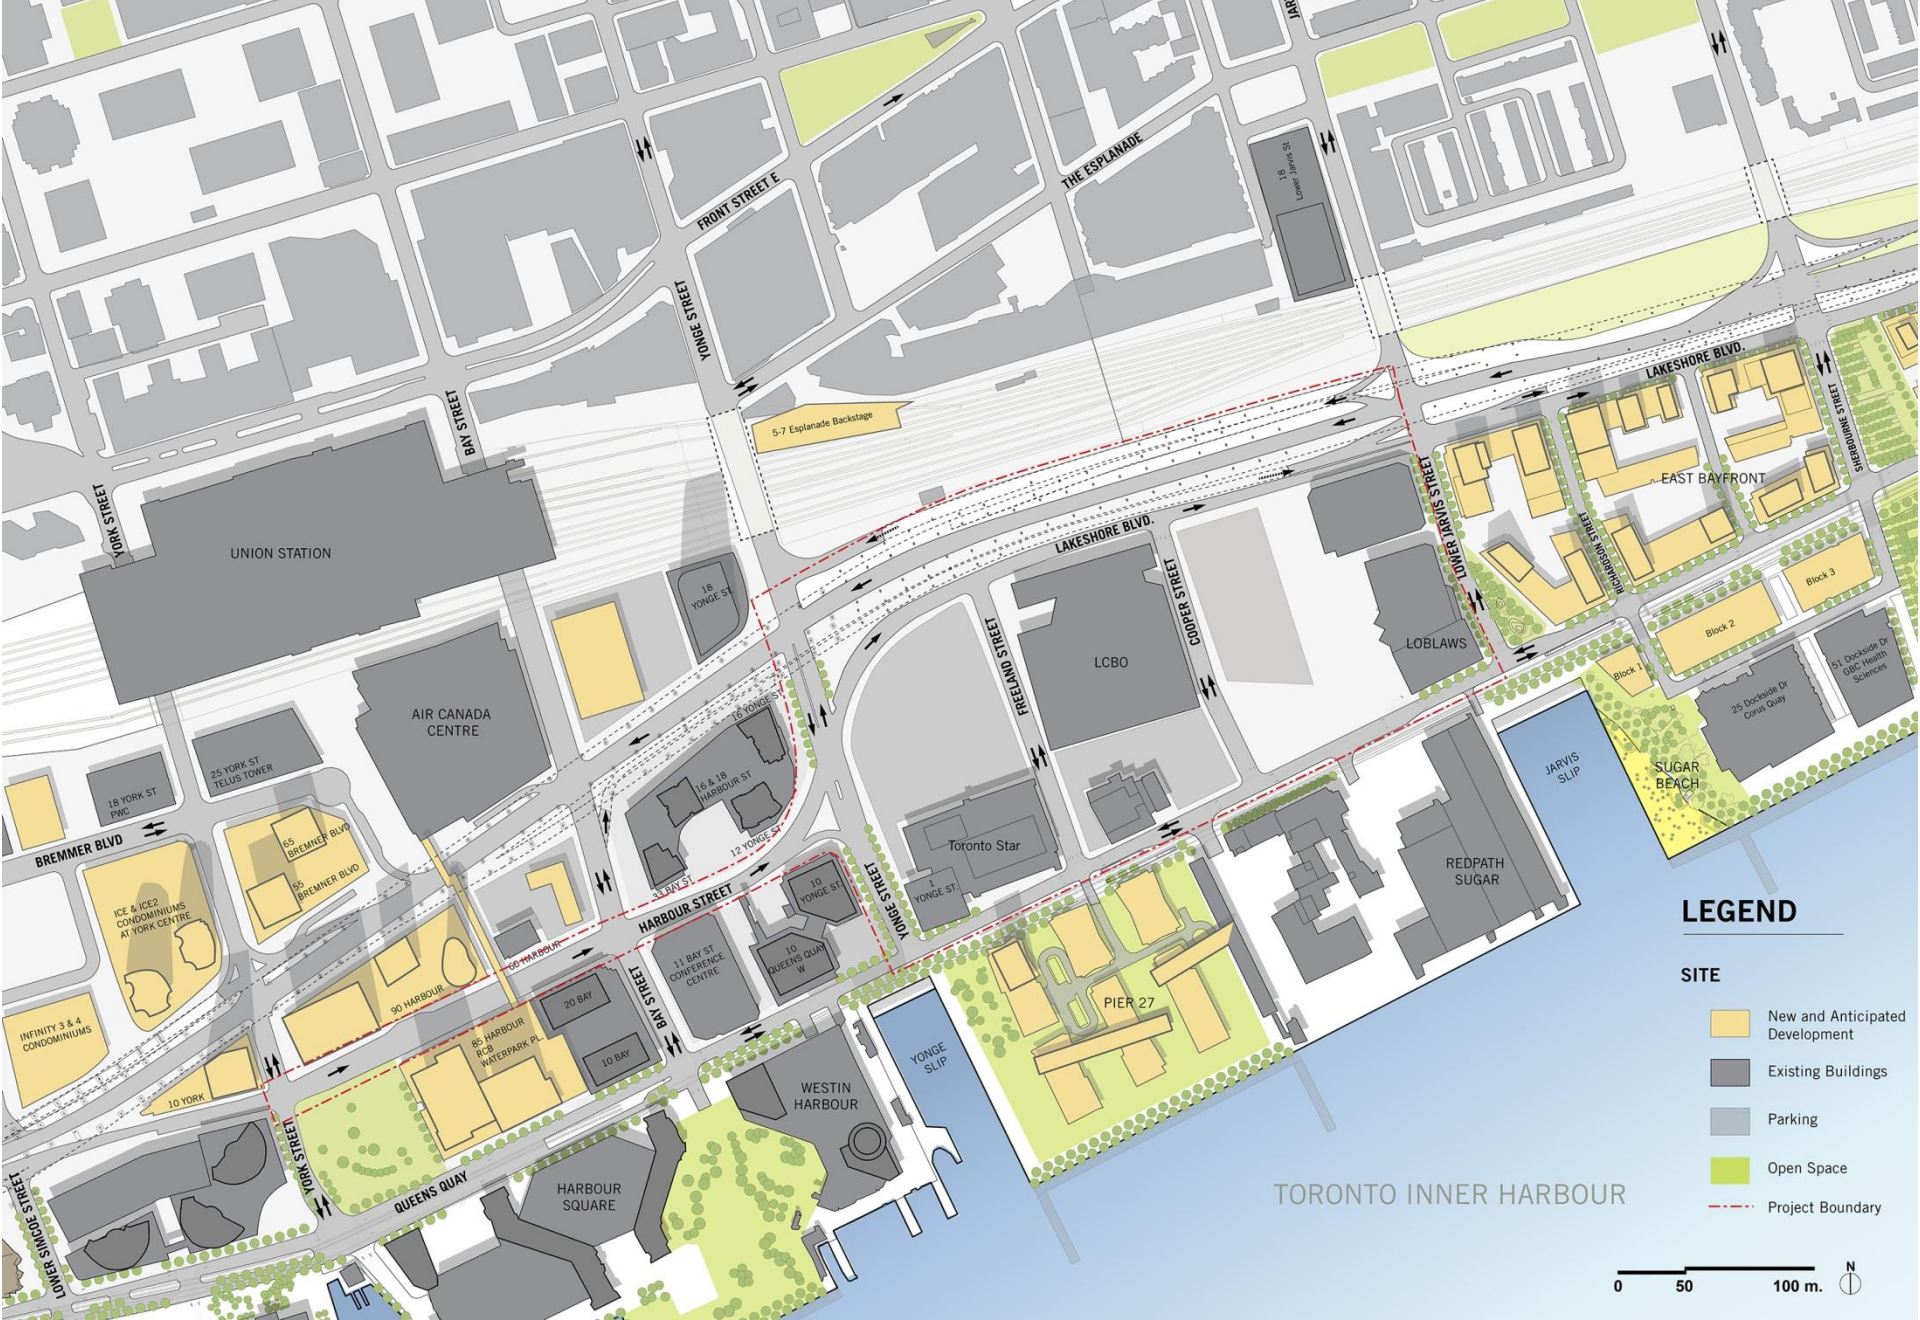 JAR
18
Lower Jarvis St
THE ESPLANADE
FRONT STREET E
YONGE STREET
BAY STREET
YORK STREET
5-7 Esplanade Backstage
LAKESHORE BLVD.
SHERBOURNE STREET
EAST BAYFRONT
LOWER JARVIS STREET
RICHARDSON STREET
UNION STATION
18
YONGE ST.
LAKESHORE BLVD.
COOPER STREET
FREELAND STREET
LCBO
LOBLAWS
Block 3
Block 2
Block 1
51 Dockside Dr
GBC Health
Sciences
25 Dockside Dr
Corus Quay
AIR CANADA
CENTRE
16 YONGE ST.
25 YORK ST
TELUS TOWER
18 YORK ST
PWC
16 & 18
HARBOUR ST
JARVIS
SLIP
SUGAR
BEACH
BREMMER BLVD
65
BREMNER BLVD
55
BREMNER BLVD
12 YONGE ST.
33 BAY ST
Toronto Star
1
YONGE ST.
REDPATH
SUGAR
HARBOUR STREET
10
YONGE ST.
YONGE STREET
ICE & ICE2
CONDOMINIUMS
AT YORK CENTRE
60 HARBOUR
11 BAY ST
CONFERENCE
CENTRE
10
QUEENS QUAY
W
90 HARBOUR
20 BAY
BAY STREET
PIER 27
INFINITY 3 & 4
CONDOMINIUMS
85 HARBOUR
RCB
WATERPARK PL.
10 BAY
YONGE
SLIP
10 YORK
WESTIN
HARBOUR
YORK STREET
QUEENS QUAY
HARBOUR
SQUARE
LOWER SIMCOE STREET
TORONTO INNER HARBOUR
LEGEND
SITE
New and Anticipated
Development
Existing Buildings
Parking
Open Space
Project Boundary
0 50 100 m.
N